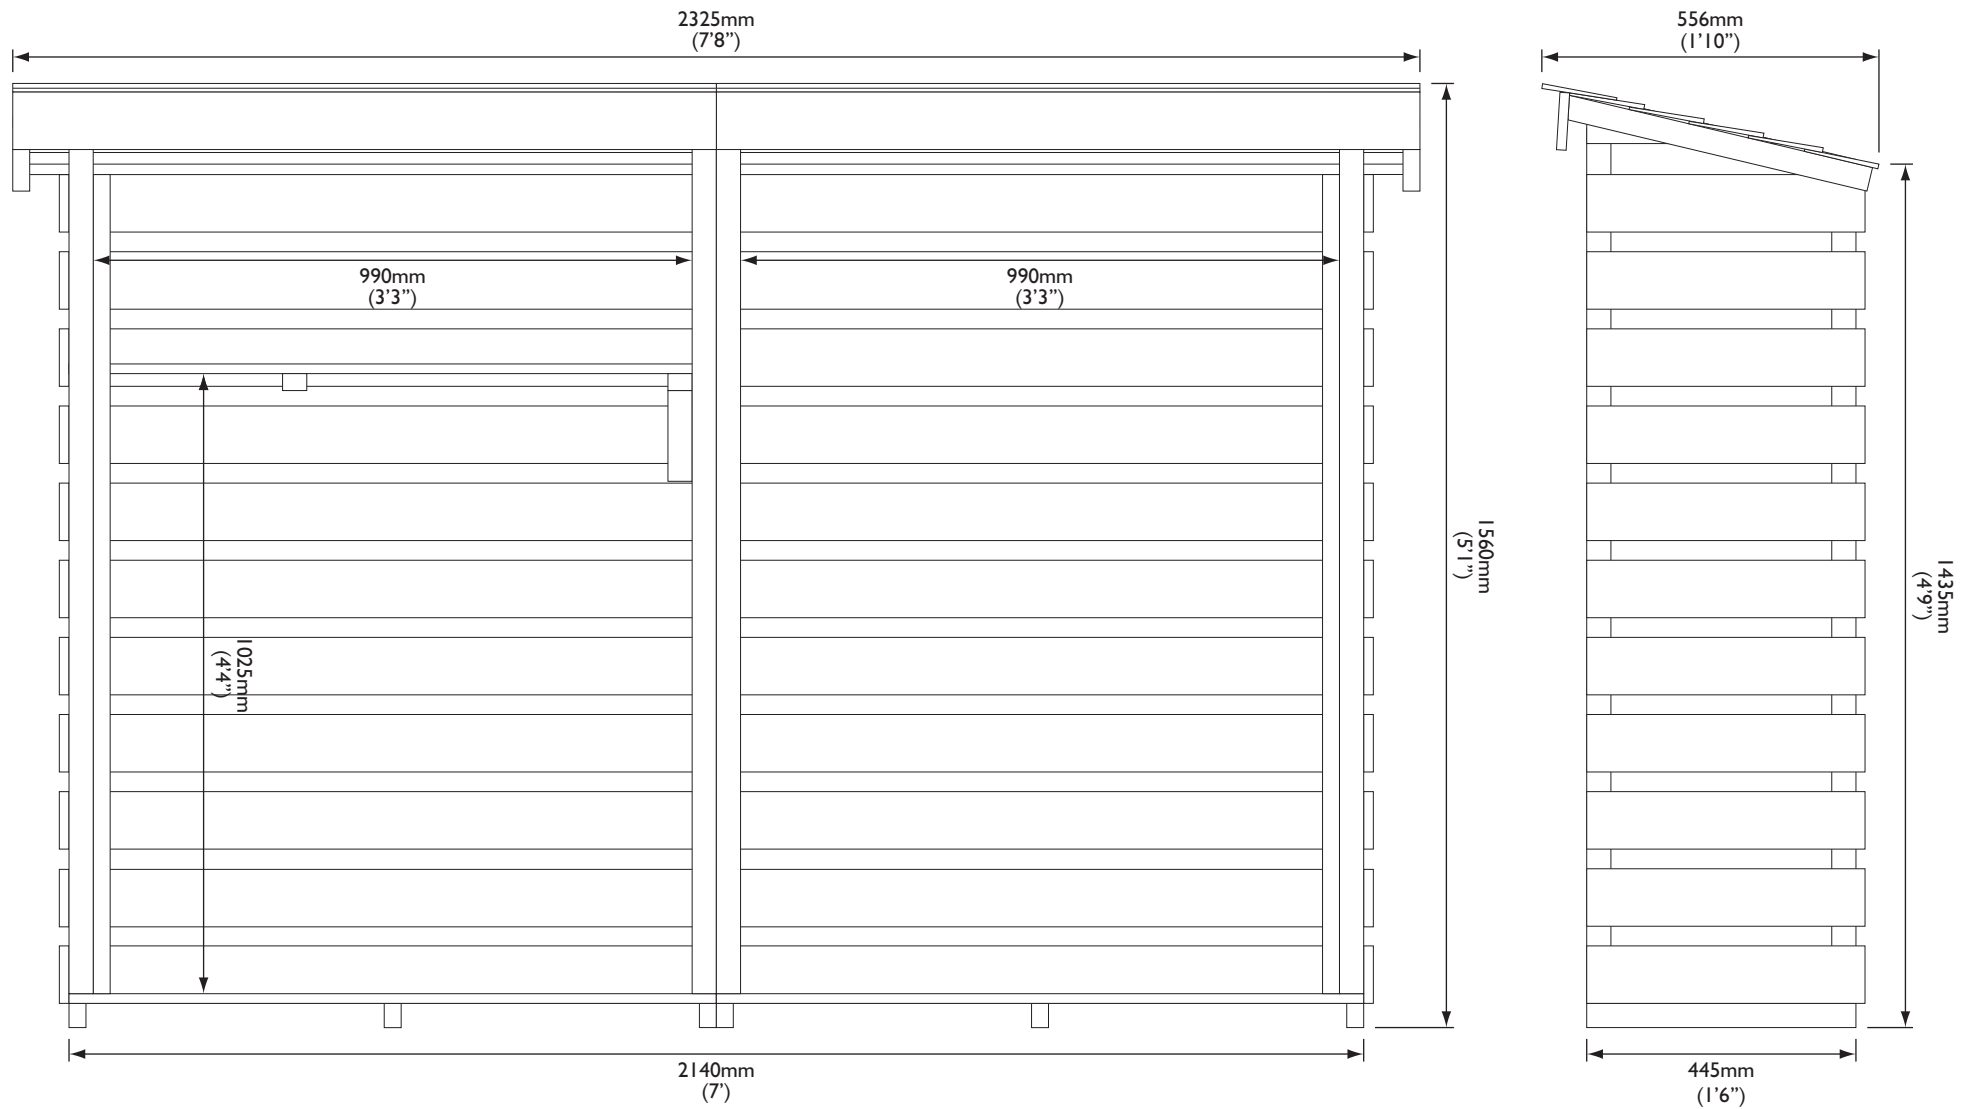 2325mm
(7’8”)
556mm
(1’10”)
990mm
(3’3”)
990mm
(3’3”)
1560mm
(5’1”)
1435mm
(4’9”)
1025mm
(4’4”)
2140mm
(7’)
445mm
(1’6”)